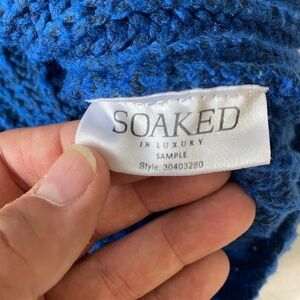 SOAKED
IN LUXURY
SAMPLE
Style: 30403280